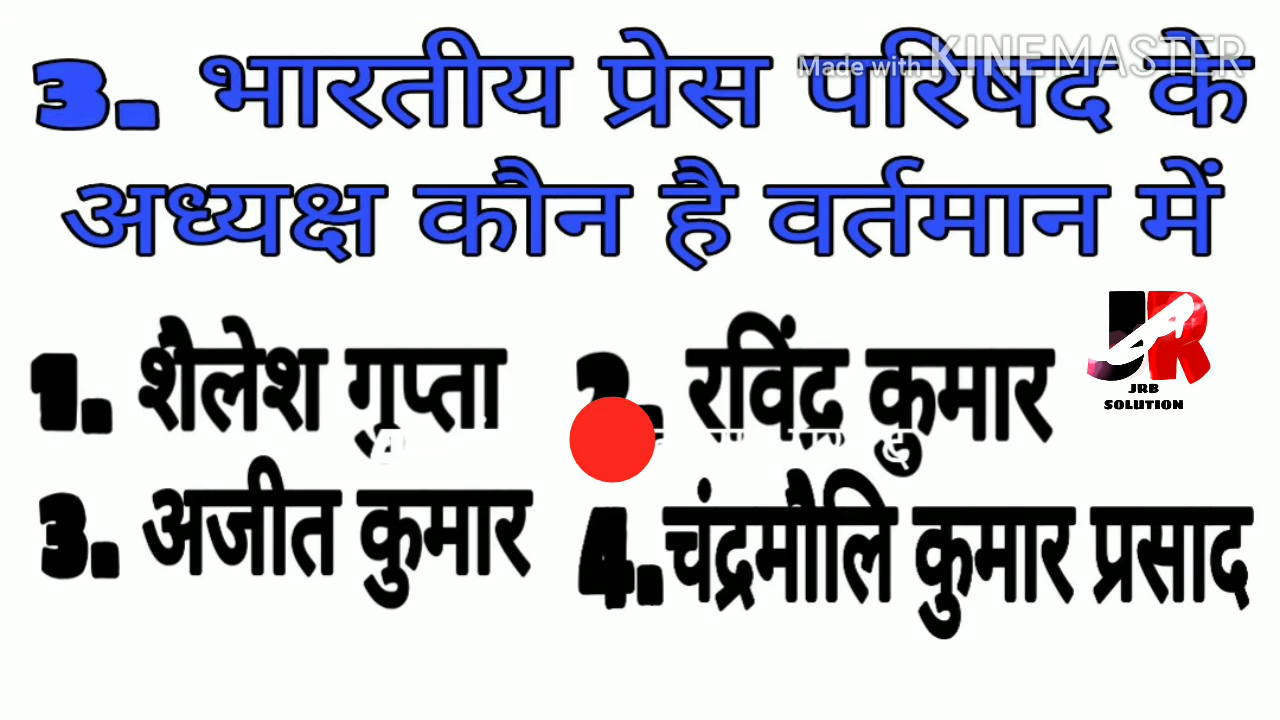 Made with KINEMASTER
3. भारतीय प्रेस परिषद के
अध्यक्ष कौन है वर्तमान में
1. शैलेश गुप्ता 2. रविंद्र कुमार
JRB
SOLUTION
3. अजीत कुमार 4. चंद्रमौलि कुमार प्रसाद